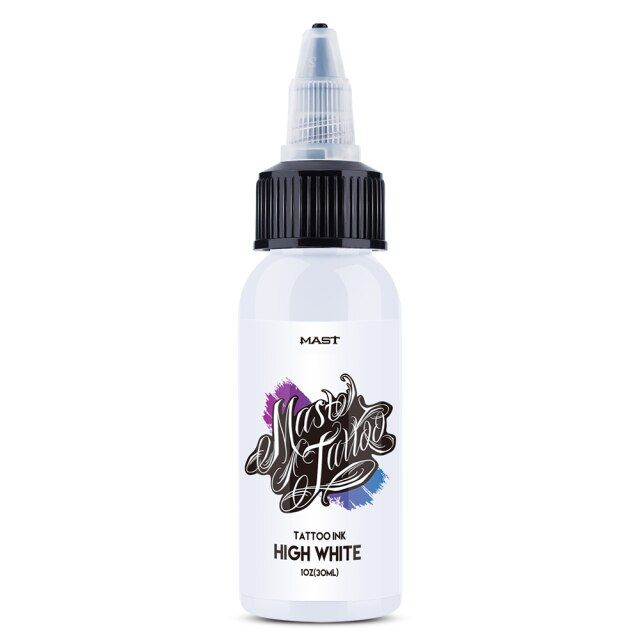 MAST
Mast
Tattoo
TATTOO INK
HIGH WHITE
1OZ(30ML)